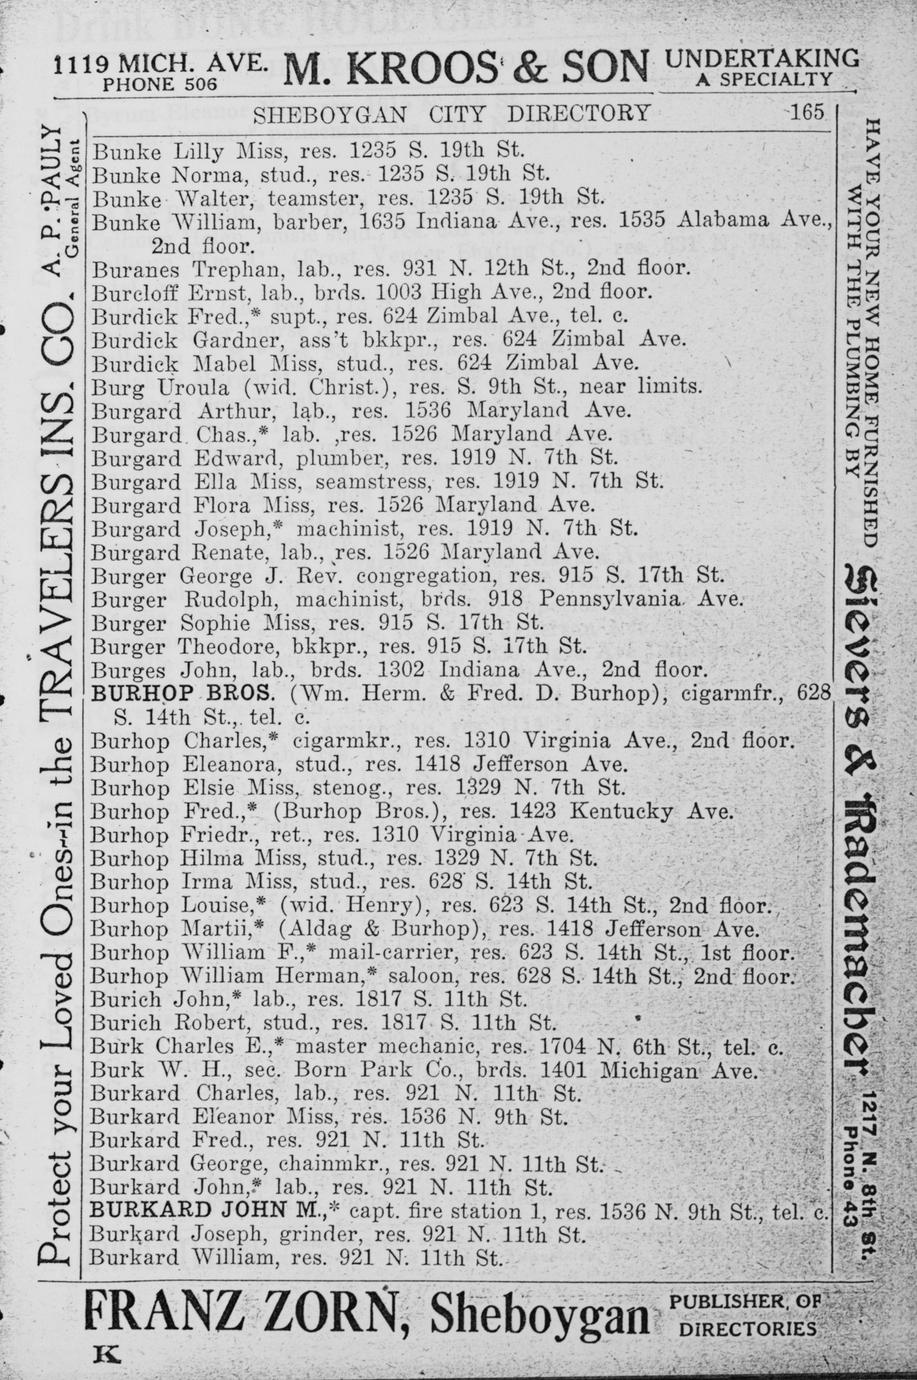 1119 MICH. AVE. M. KROOS & SON UNDERTAKING
PHONE 506 A SPECIALTY
SHEBOYGAN CITY DIRECTORY 165
Bunke Lilly Miss, res. 1235 S. 19th St.
Bunke Norma, stud., res. 1235 S. 19th St.
Bunke Walter, teamster, res. 1235 S. 19th St.
Bunke William, barber, 1635 Indiana Ave., res. 1535 Alabama Ave.,
2nd floor.
Buranes Trephan, lab., res. 931 N. 12th St., 2nd floor.
Burcloff Ernst, lab., brds. 1003 High Ave., 2nd floor.
Burdick Fred.,* supt., res. 624 Zimbal Ave., tel. c.
Burdick Gardner, ass't bkkpr., res. 624 Zimbal Ave.
Burdick Mabel Miss, stud., res. 624 Zimbal Ave.
Burg Uroula (wid. Christ.), res. S. 9th St., near limits.
Burgard Arthur, lab., res. 1536 Maryland Ave.
Burgard Chas.,* lab. ,res. 1526 Maryland Ave.
Burgard Edward, plumber, res. 1919 N. 7th St.
Burgard Ella Miss, seamstress, res. 1919 N. 7th St.
Burgard Flora Miss, res. 1526 Maryland Ave.
Burgard Joseph,* machinist, res. 1919 N. 7th St.
Burgard Renate, lab., res. 1526 Maryland Ave.
Burger George J. Rev. congregation, res. 915 S. 17th St.
Burger Rudolph, machinist, brds. 918 Pennsylvania Ave.
Burger Sophie Miss, res. 915 S. 17th St.
Burger Theodore, bkkpr., res. 915 S. 17th St.
Burges John, lab., brds. 1302 Indiana Ave., 2nd floor.
BURHOP BROS. (Wm. Herm. & Fred. D. Burhop), cigarmfr., 628
S. 14th St., tel. c.
Burhop Charles,* cigarmkr., res. 1310 Virginia Ave., 2nd floor.
Burhop Eleanora, stud., res. 1418 Jefferson Ave.
Burhop Elsie Miss, stenog., res. 1329 N. 7th St.
Burhop Fred.,* (Burhop Bros.), res. 1423 Kentucky Ave.
Burhop Friedr., ret., res. 1310 Virginia Ave.
Burhop Hilma Miss, stud., res. 1329 N. 7th St.
Burhop Irma Miss, stud., res. 628 S. 14th St.
Burhop Louise,* (wid. Henry), res. 623 S. 14th St., 2nd floor.
Burhop Martii,* (Aldag & Burhop), res. 1418 Jefferson Ave.
Burhop William F.,* mail-carrier, res. 623 S. 14th St., 1st floor.
Burhop William Herman,* saloon, res. 628 S. 14th St., 2nd floor.
Burich John,* lab., res. 1817 S. 11th St.
Burich Robert, stud., res. 1817 S. 11th St.
Burk Charles E.,* master mechanic, res. 1704 N. 6th St., tel. c.
Burk W. H., sec. Born Park Co., brds. 1401 Michigan Ave.
Burkard Charles, lab., res. 921 N. 11th St.
Burkard Eleanor Miss, res. 1536 N. 9th St.
Burkard Fred., res. 921 N. 11th St.
Burkard George, chainmkr., res. 921 N. 11th St.
Burkard John,* lab., res. 921 N. 11th St.
BURKARD JOHN M.,* capt. fire station 1, res. 1536 N. 9th St., tel. c.
Burkard Joseph, grinder, res. 921 N. 11th St.
Burkard William, res. 921 N. 11th St.
Protect your Loved Ones--in the TRAVELERS INS. CO. A. P. PAULY
General Agent
HAVE YOUR NEW HOME FURNISHED
WITH THE PLUMBING BY
Sievers & Rademacher 1217 N. 8th St.
Phone 43
FRANZ ZORN, Sheboygan PUBLISHER, OF
DIRECTORIES
K